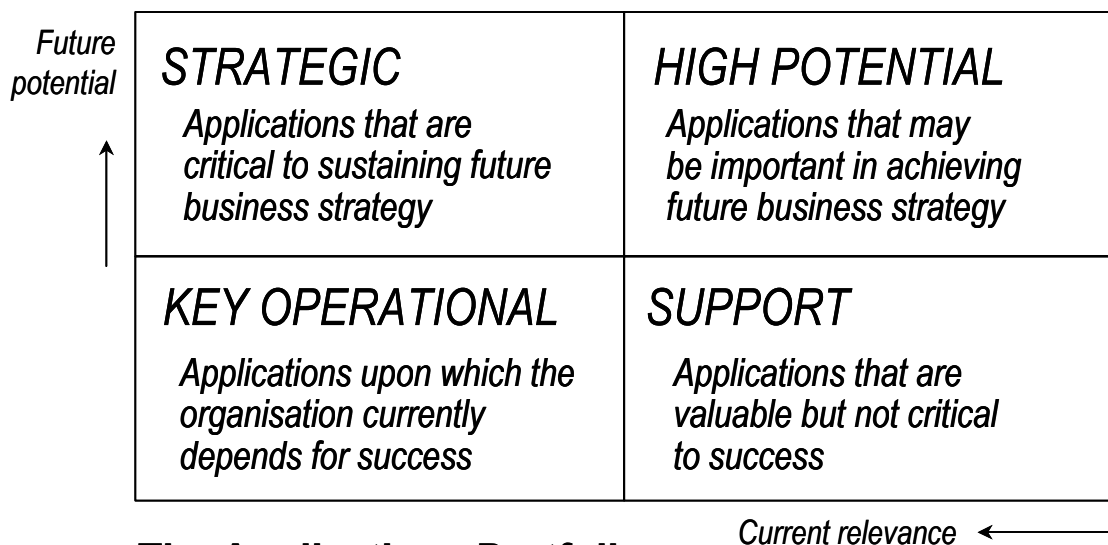 Future
potential
STRATEGIC
Applications that are
critical to sustaining future
business strategy
HIGH POTENTIAL
Applications that may
be important in achieving
future business strategy
KEY OPERATIONAL
Applications upon which the
organisation currently
depends for success
SUPPORT
Applications that are
valuable but not critical
to success
Current relevance